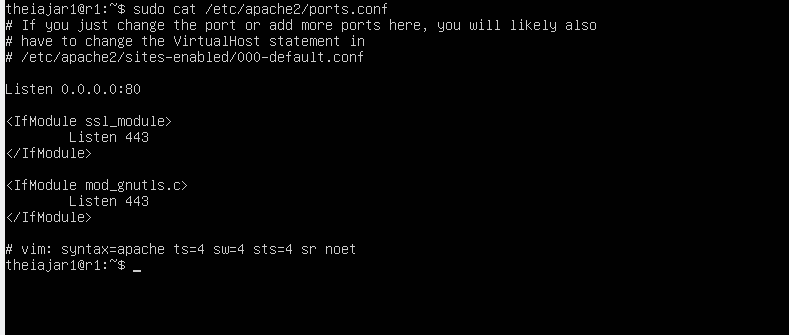 theiajar1@r1:~$ sudo cat /etc/apache2/ports.conf
# If you just change the port or add more ports here, you will likely also
# have to change the VirtualHost statement in
# /etc/apache2/sites-enabled/000-default.conf

Listen 0.0.0.0:80

<IfModule ssl_module>
        Listen 443
</IfModule>

<IfModule mod_gnutls.c>
        Listen 443
</IfModule>

# vim: syntax=apache ts=4 sw=4 sts=4 sr noet
theiajar1@r1:~$ _